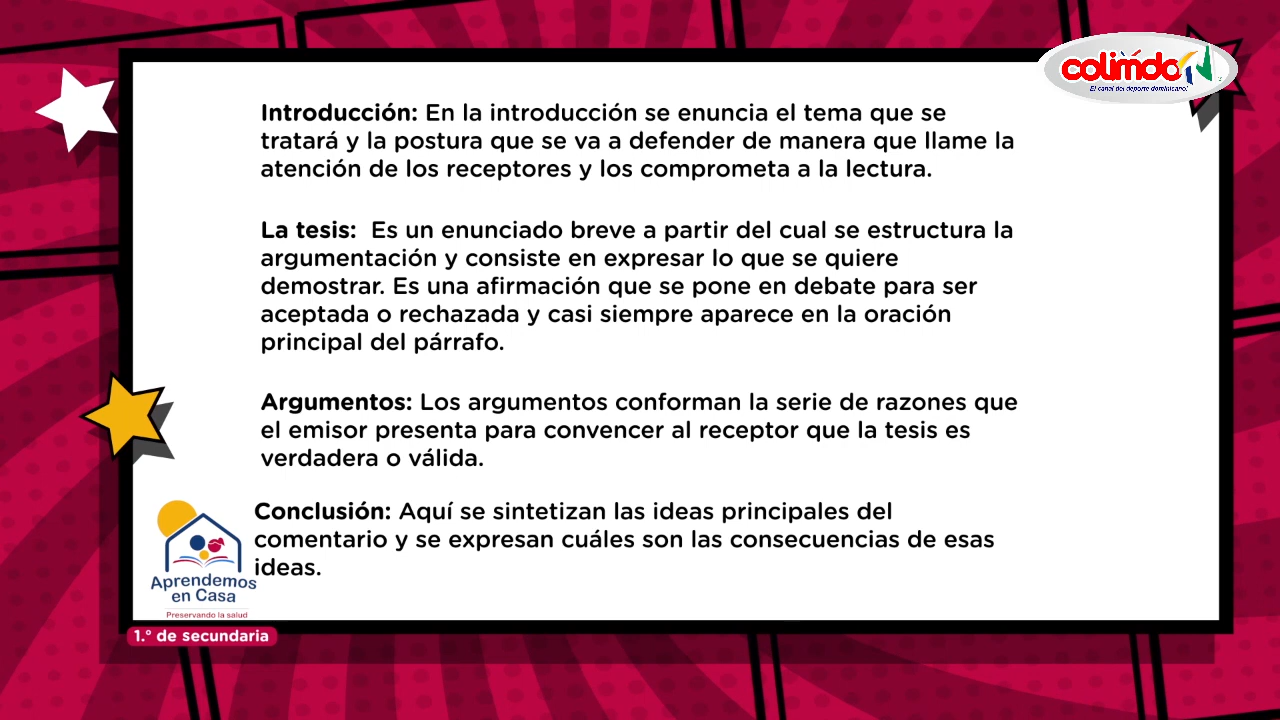 colimdo
El canal del deporte dominicano!
Introducción: En la introducción se enuncia el tema que se
tratará y la postura que se va a defender de manera que llame la
atención de los receptores y los comprometa a la lectura.
La tesis: Es un enunciado breve a partir del cual se estructura la
argumentación y consiste en expresar lo que se quiere
demostrar. Es una afirmación que se pone en debate para ser
aceptada o rechazada y casi siempre aparece en la oración
principal del párrafo.
Argumentos: Los argumentos conforman la serie de razones que
el emisor presenta para convencer al receptor que la tesis es
verdadera o válida.
Conclusión: Aquí se sintetizan las ideas principales del
comentario y se expresan cuáles son las consecuencias de esas
ideas.
Aprendemos
en Casa
Preservando la salud
1.° de secundaria